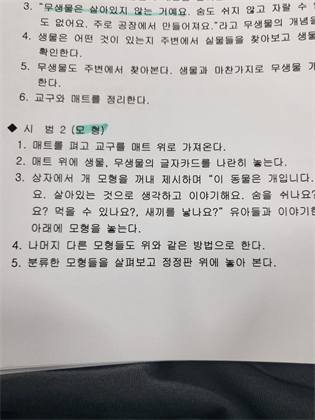 3. "무생물은 살아있지 않는 거예요. 숨도 쉬지 않고 자랄 수
도 없어요. 주로 공장에서 만들어져요."라고 무생물의 개념을
4. 생물은 어떤 것이 있는지 주변에서 실물들을 찾아보고 생물
확인한다.
5. 무생물도 주변에서 찾아본다. 생물과 마찬가지로 무생물
한다.
6. 교구와 매트를 정리한다.
◆ 시 범 2 (모 형)
1. 매트를 펴고 교구를 매트 위로 가져온다.
2. 매트 위에 생물, 무생물의 글자카드를 나란히 놓는다.
3. 상자에서 개 모형을 꺼내 제시하며 "이 동물은 개입니다.
요. 살아있는 것으로 생각하고 이야기해요. 숨을 쉬나요?
요? 먹을 수 있나요?, 새끼를 낳나요?" 유아들과 이야기한
아래에 모형을 놓는다.
4. 나머지 다른 모형들도 위와 같은 방법으로 한다.
5. 분류한 모형들을 살펴보고 정정판 위에 놓아 본다.